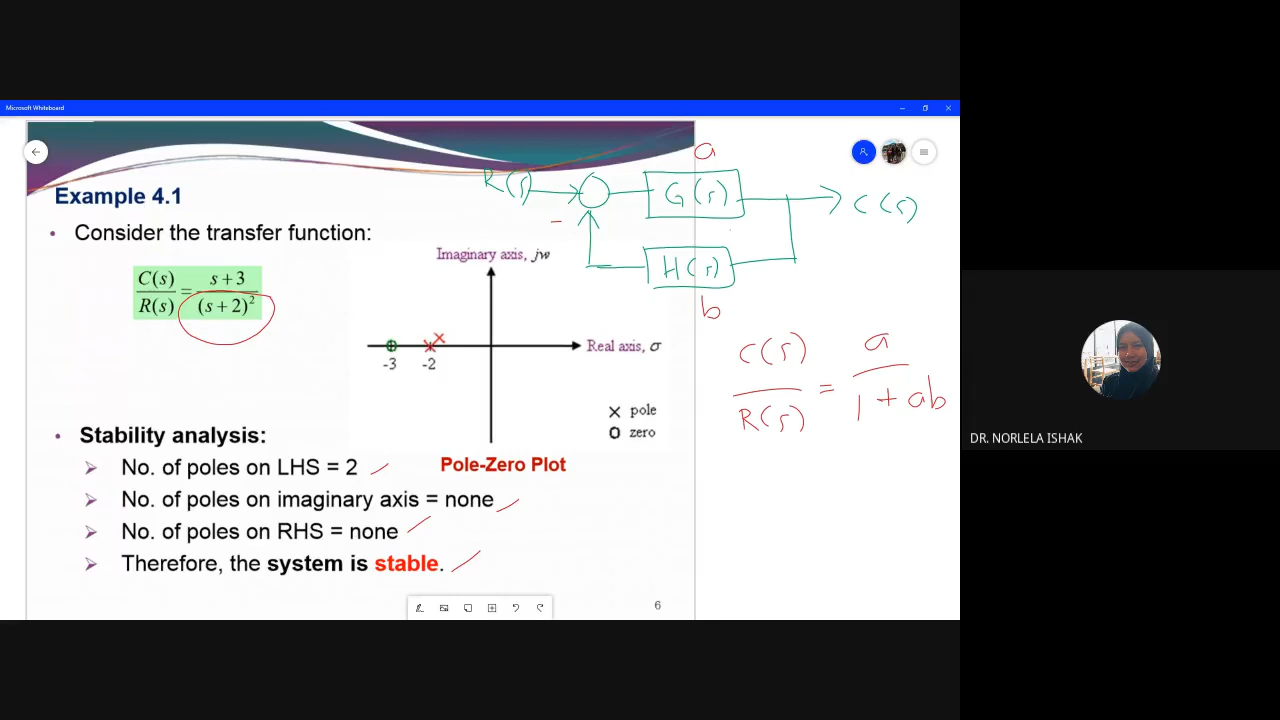 Microsoft Whiteboard
Example 4.1
• Consider the transfer function:
C(s)/R(s) = (s+3)/(s+2)²
Imaginary axis, jw
Real axis, σ
-3 -2
× pole
o zero
Pole-Zero Plot
• Stability analysis:
➢ No. of poles on LHS = 2
➢ No. of poles on imaginary axis = none
➢ No. of poles on RHS = none
➢ Therefore, the system is stable.
6
a
R(s)
G(s)
C(s)
-
H(s)
b
C(s)/R(s) = a/(1 + ab)
DR. NORLELA ISHAK